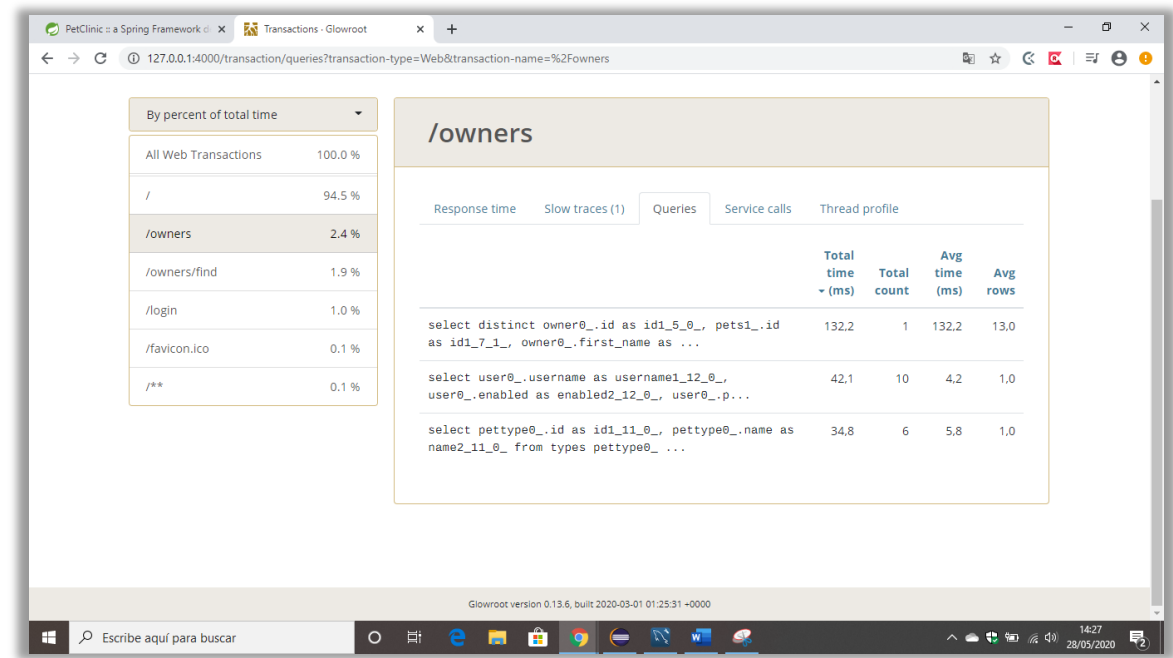 PetClinic :: a Spring Framework d
Transactions · Glowroot
127.0.0.1:4000/transaction/queries?transaction-type=Web&transaction-name=%2Fowners
By percent of total time
All Web Transactions 100.0 %
/ 94.5 %
/owners 2.4 %
/owners/find 1.9 %
/login 1.0 %
/favicon.ico 0.1 %
/** 0.1 %
/owners
Response time Slow traces (1) Queries Service calls Thread profile
Total Avg
time Total time Avg
(ms) count (ms) rows
select distinct owner0_.id as id1_5_0_, pets1_.id 132,2 1 132,2 13,0
as id1_7_1_, owner0_.first_name as ...
select user0_.username as username1_12_0_, 42,1 10 4,2 1,0
user0_.enabled as enabled2_12_0_, user0_.p...
select pettype0_.id as id1_11_0_, pettype0_.name as 34,8 6 5,8 1,0
name2_11_0_ from types pettype0_ ...
Glowroot version 0.13.6, built 2020-03-01 01:25:31 +0000
Escribe aquí para buscar
14:27
28/05/2020
2